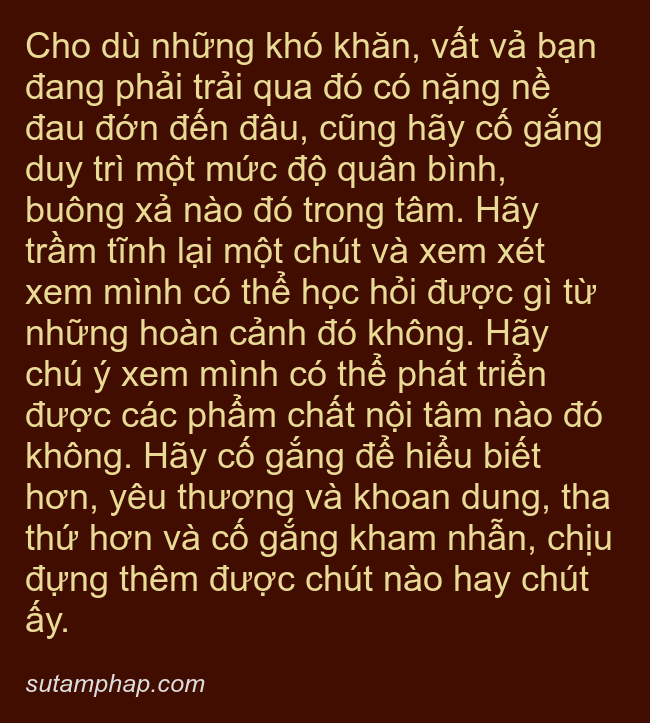 Cho dù những khó khăn, vất vả bạn
đang phải trải qua đó có nặng nề
đau đớn đến đâu, cũng hãy cố gắng
duy trì một mức độ quân bình,
buông xả nào đó trong tâm. Hãy
trầm tĩnh lại một chút và xem xét
xem mình có thể học hỏi được gì từ
những hoàn cảnh đó không. Hãy
chú ý xem mình có thể phát triển
được các phẩm chất nội tâm nào đó
không. Hãy cố gắng để hiểu biết
hơn, yêu thương và khoan dung, tha
thứ hơn và cố gắng kham nhẫn, chịu
đựng thêm được chút nào hay chút
ấy.
sutamphap.com